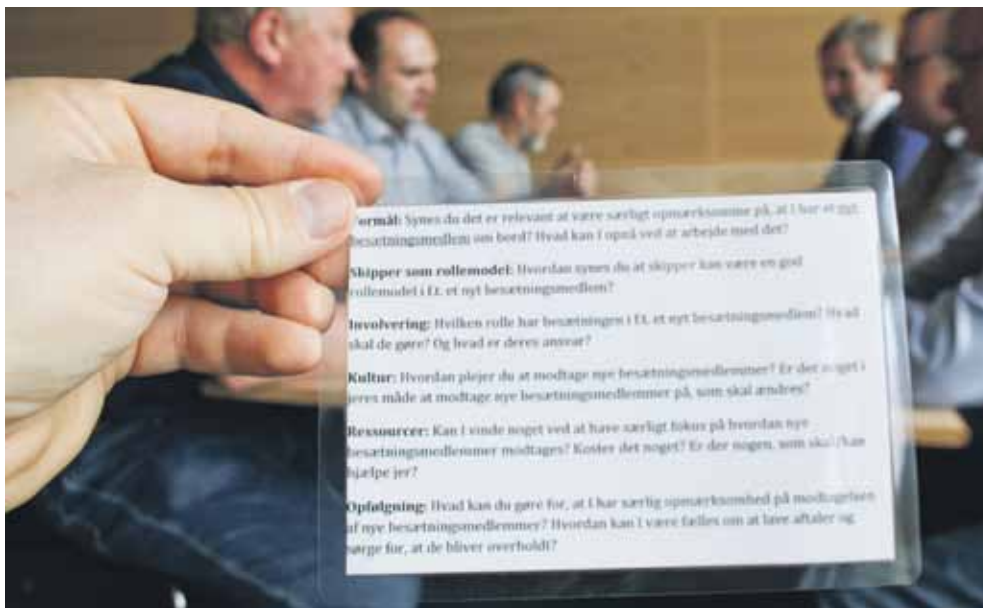 Formål: Synes du det er relevant at være særligt opmærksomme på, at I har et nyt
besætningsmedlem om bord? Hvad kan I opnå ved at arbejde med det?
Skipper som rollemodel: Hvordan synes du at skipper kan være en god
rollemodel i f.t. et nyt besætningsmedlem?
Involvering: Hvilken rolle har besætningen i f.t. et nyt besætningsmedlem? Hvad
skal de gøre? Og hvad er deres ansvar?
Kultur: Hvordan plejer du at modtage nye besætningsmedlemmer? Er det noget i
jeres måde at modtage nye besætningsmedlemmer på, som skal ændres?
Ressourcer: Kan I vinde noget ved at have særligt fokus på hvordan nye
besætningsmedlemmer modtages? Koster det noget? Er der nogen, som skal/kan
hjælpe jer?
Opfølgning: Hvad kan du gøre for, at I har særlig opmærksomhed på modtagelsen
af nye besætningsmedlemmer? Hvordan kan I være fælles om at lave aftaler og
sørge for, at de bliver overholdt?